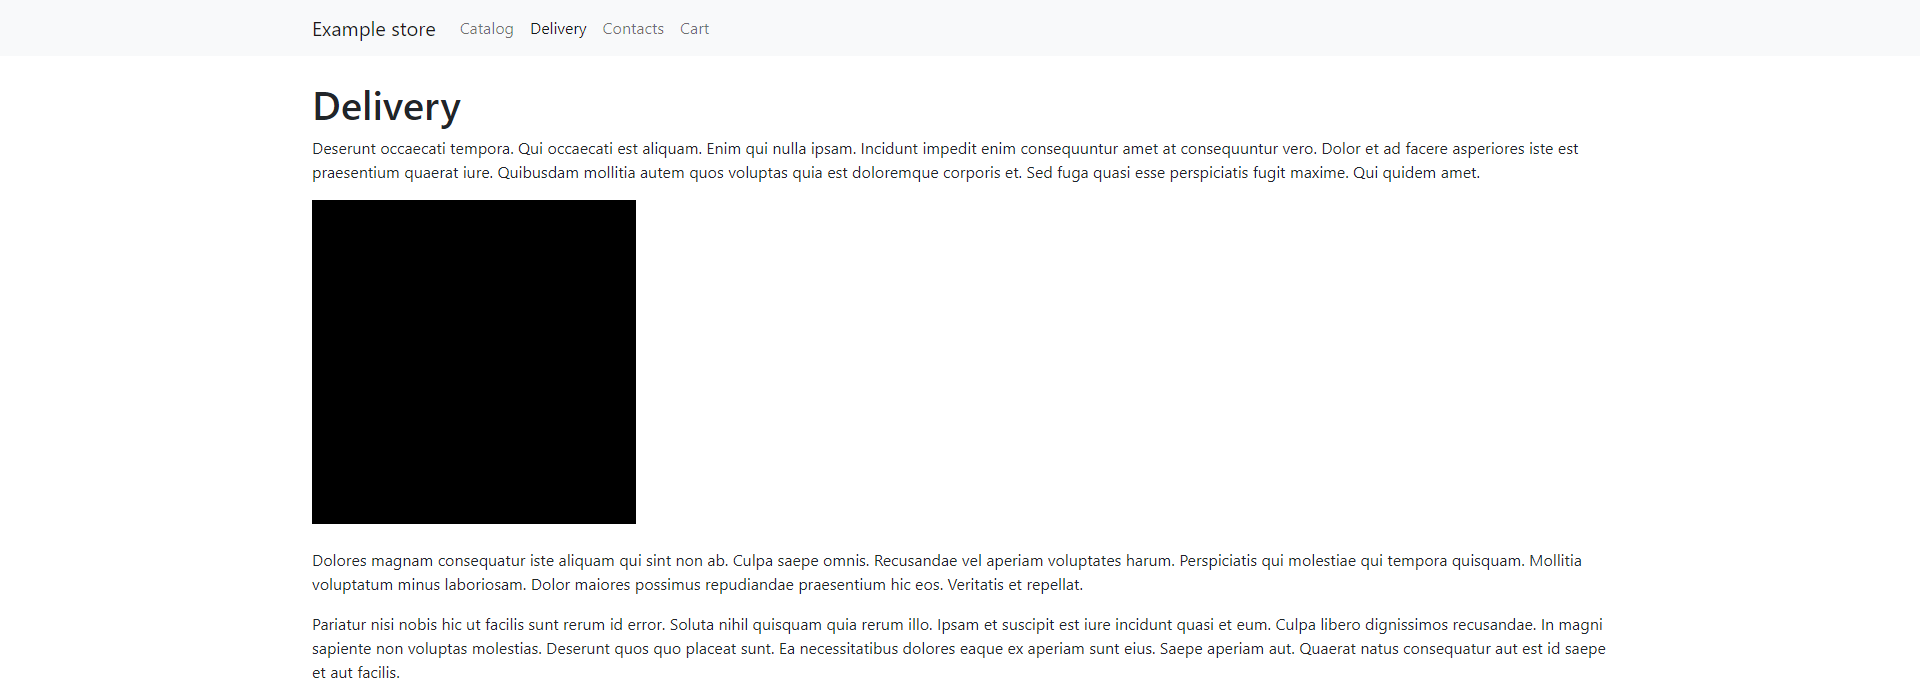 Example store Catalog Delivery Contacts Cart
Delivery
Deserunt occaecati tempora. Qui occaecati est aliquam. Enim qui nulla ipsam. Incidunt impedit enim consequuntur amet at consequuntur vero. Dolor et ad facere asperiores iste est
praesentium quaerat iure. Quibusdam mollitia autem quos voluptas quia est doloremque corporis et. Sed fuga quasi esse perspiciatis fugit maxime. Qui quidem amet.
Dolores magnam consequatur iste aliquam qui sint non ab. Culpa saepe omnis. Recusandae vel aperiam voluptates harum. Perspiciatis qui molestiae qui tempora quisquam. Mollitia
voluptatum minus laboriosam. Dolor maiores possimus repudiandae praesentium hic eos. Veritatis et repellat.
Pariatur nisi nobis hic ut facilis sunt rerum id error. Soluta nihil quisquam quia rerum illo. Ipsam et suscipit est iure incidunt quasi et eum. Culpa libero dignissimos recusandae. In magni
sapiente non voluptas molestias. Deserunt quos quo placeat sunt. Ea necessitatibus dolores eaque ex aperiam sunt eius. Saepe aperiam aut. Quaerat natus consequatur aut est id saepe
et aut facilis.